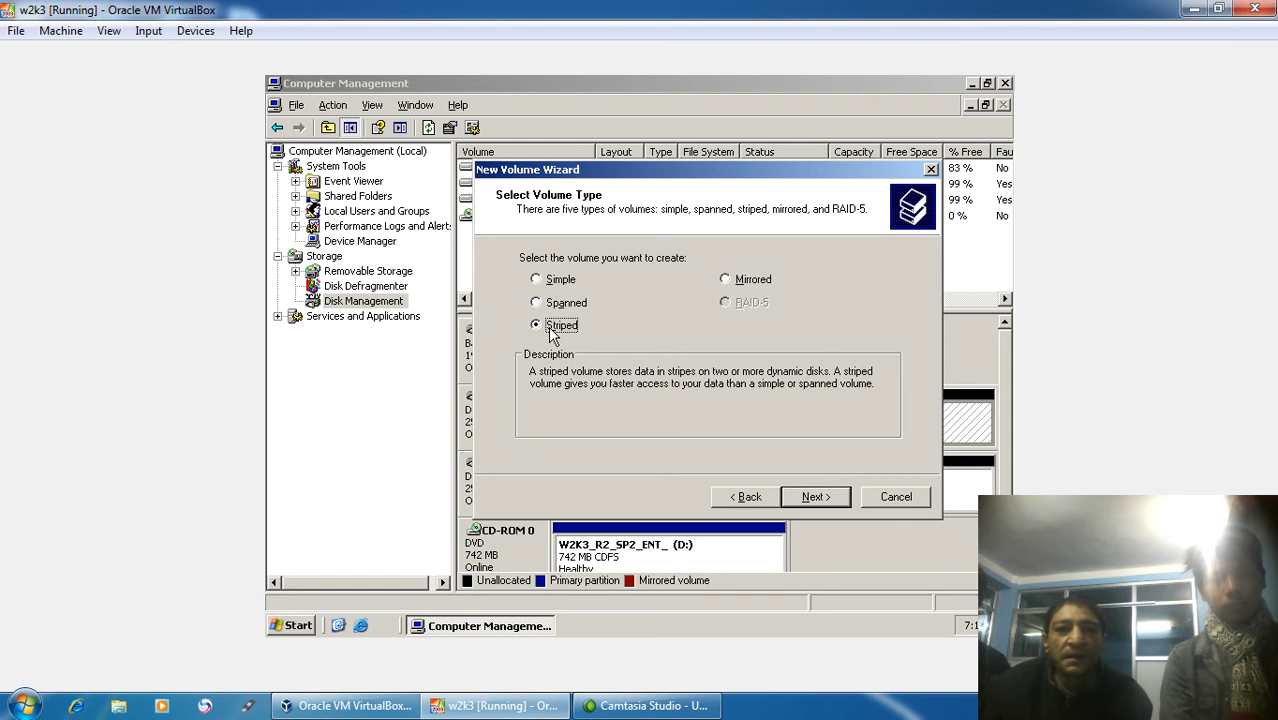 w2k3 [Running] - Oracle VM VirtualBox
File Machine View Input Devices Help
Computer Management
File Action View Window Help
Computer Management (Local)
System Tools
Event Viewer
Shared Folders
Local Users and Groups
Performance Logs and Alert:
Device Manager
Storage
Removable Storage
Disk Defragmenter
Disk Management
Services and Applications
Volume Layout Type File System Status Capacity Free Space % Free Fau
83 % No
99 % Yes
99 % Yes
0 % No
New Volume Wizard
Select Volume Type
There are five types of volumes: simple, spanned, striped, mirrored, and RAID-5.
Select the volume you want to create:
Simple
Spanned
Striped
Mirrored
RAID-5
Description
A striped volume stores data in stripes on two or more dynamic disks. A striped
volume gives you faster access to your data than a simple or spanned volume.
< Back Next > Cancel
CD-ROM 0
DVD
742 MB
Online
W2K3_R2_SP2_ENT_ (D:)
742 MB CDFS
Healthy
Unallocated Primary partition Mirrored volume
Start
Computer Manageme...
Oracle VM VirtualBox...
w2k3 [Running] - Or...
Camtasia Studio - U...